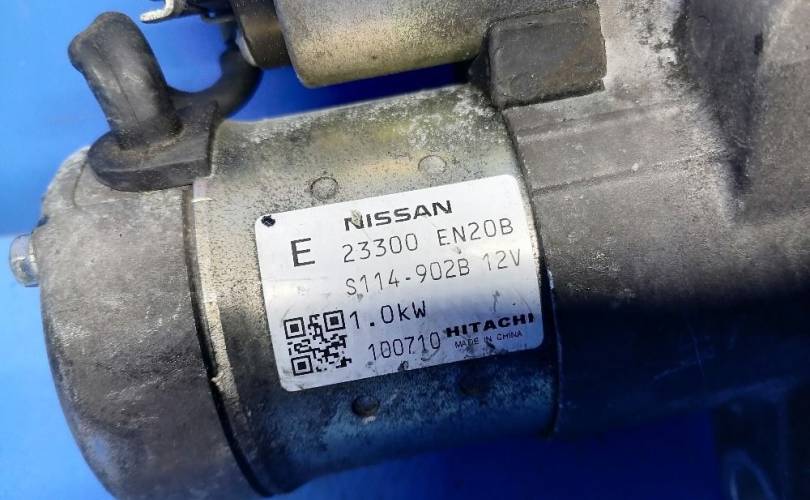 NISSAN
E 23300 EN20B
S114-902B 12V
1.0kW
100710 HITACHI
MADE IN CHINA